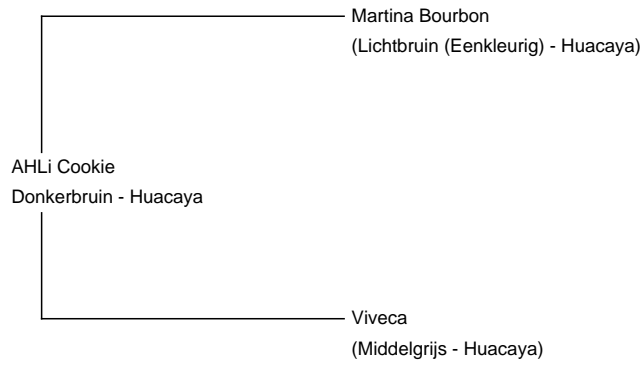 Martina Bourbon
(Lichtbruin (Eenkleurig) - Huacaya)
AHLi Cookie
Donkerbruin - Huacaya
Viveca
(Middelgrijs - Huacaya)